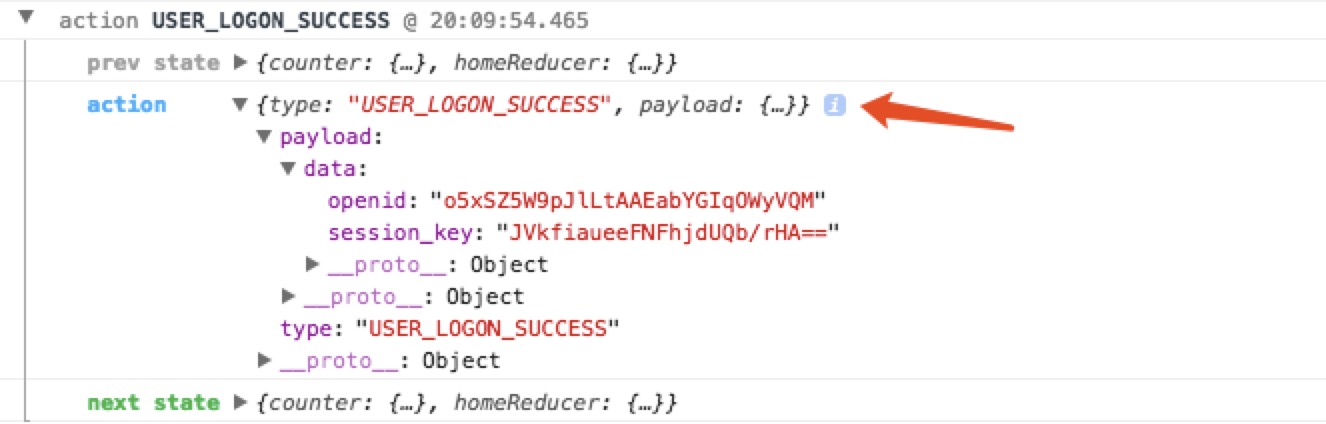 action USER_LOGON_SUCCESS @ 20:09:54.465
prev state ▶ {counter: {…}, homeReducer: {…}}
action ▼ {type: "USER_LOGON_SUCCESS", payload: {…}} i
▼ payload:
▼ data:
openid: "o5xSZ5W9pJlLtAAEabYGIqOWyVQM"
session_key: "JVkfiaueeFNFhjdUQb/rHA=="
▶ __proto__: Object
▶ __proto__: Object
type: "USER_LOGON_SUCCESS"
▶ __proto__: Object
next state ▶ {counter: {…}, homeReducer: {…}}